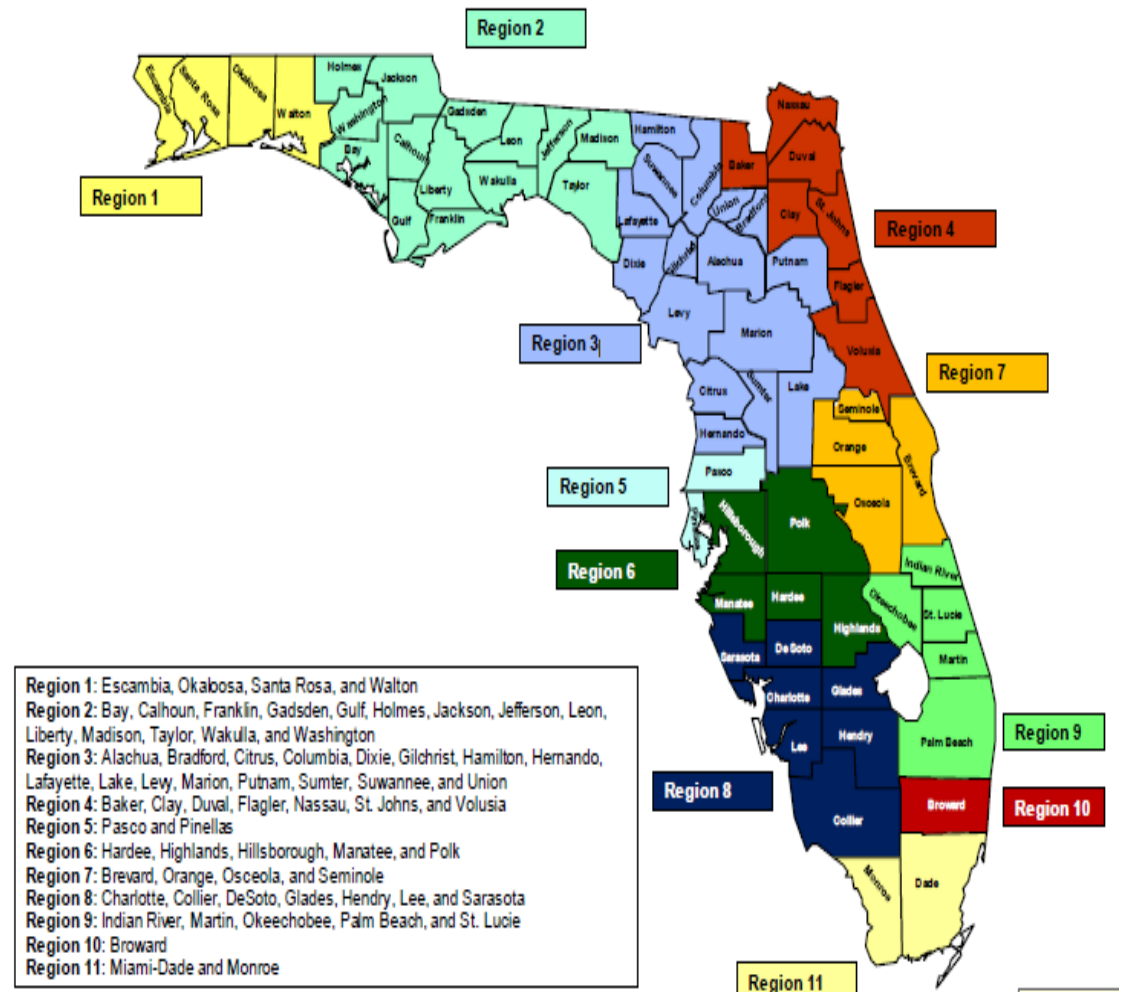 Region 2
Holmes
Jackson
Escambia
Santa Rosa
Okaloosa
Walton
Washington
Gadsden
Nassau
Bay
Calhoun
Leon
Jefferson
Madison
Hamilton
Baker
Duval
Liberty
Wakulla
Taylor
Suwannee
Columbia
Region 1
Gulf
Franklin
Lafayette
Union
Bradford
Clay
St. Johns
Region 4
Dixie
Gilchrist
Alachua
Putnam
Flagler
Levy
Marion
Region 3
Volusia
Region 7
Citrus
Sumter
Lake
Seminole
Hernando
Orange
Brevard
Pasco
Region 5
Osceola
Pinellas
Hillsborough
Polk
Region 6
Indian River
Manatee
Hardee
Okeechobee
St. Lucie
Highlands
Sarasota
DeSoto
Martin
Charlotte
Glades
Lee
Hendry
Palm Beach
Region 9
Region 8
Broward
Region 10
Collier
Monroe
Dade
Region 11
Region 1: Escambia, Okaloosa, Santa Rosa, and Walton
Region 2: Bay, Calhoun, Franklin, Gadsden, Gulf, Holmes, Jackson, Jefferson, Leon,
Liberty, Madison, Taylor, Wakulla, and Washington
Region 3: Alachua, Bradford, Citrus, Columbia, Dixie, Gilchrist, Hamilton, Hernando,
Lafayette, Lake, Levy, Marion, Putnam, Sumter, Suwannee, and Union
Region 4: Baker, Clay, Duval, Flagler, Nassau, St. Johns, and Volusia
Region 5: Pasco and Pinellas
Region 6: Hardee, Highlands, Hillsborough, Manatee, and Polk
Region 7: Brevard, Orange, Osceola, and Seminole
Region 8: Charlotte, Collier, DeSoto, Glades, Hendry, Lee, and Sarasota
Region 9: Indian River, Martin, Okeechobee, Palm Beach, and St. Lucie
Region 10: Broward
Region 11: Miami-Dade and Monroe